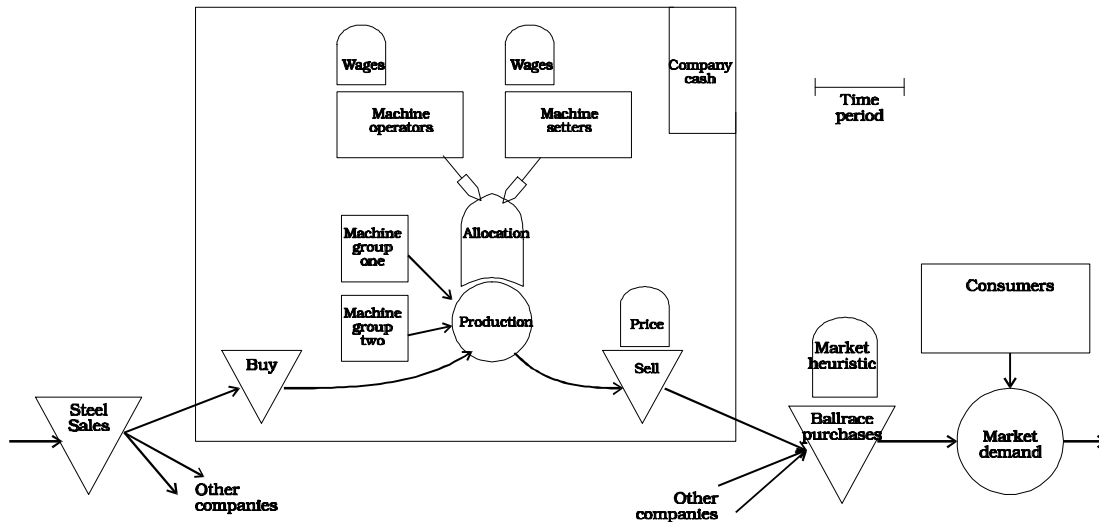 Wages
Wages
Company
cash
Machine
operators
Machine
setters
Time
period
Machine
group
one
Allocation
Machine
group
two
Production
Price
Consumers
Buy
Sell
Market
heuristic
Steel
Sales
Ballrace
purchases
Market
demand
Other
companies
Other
companies